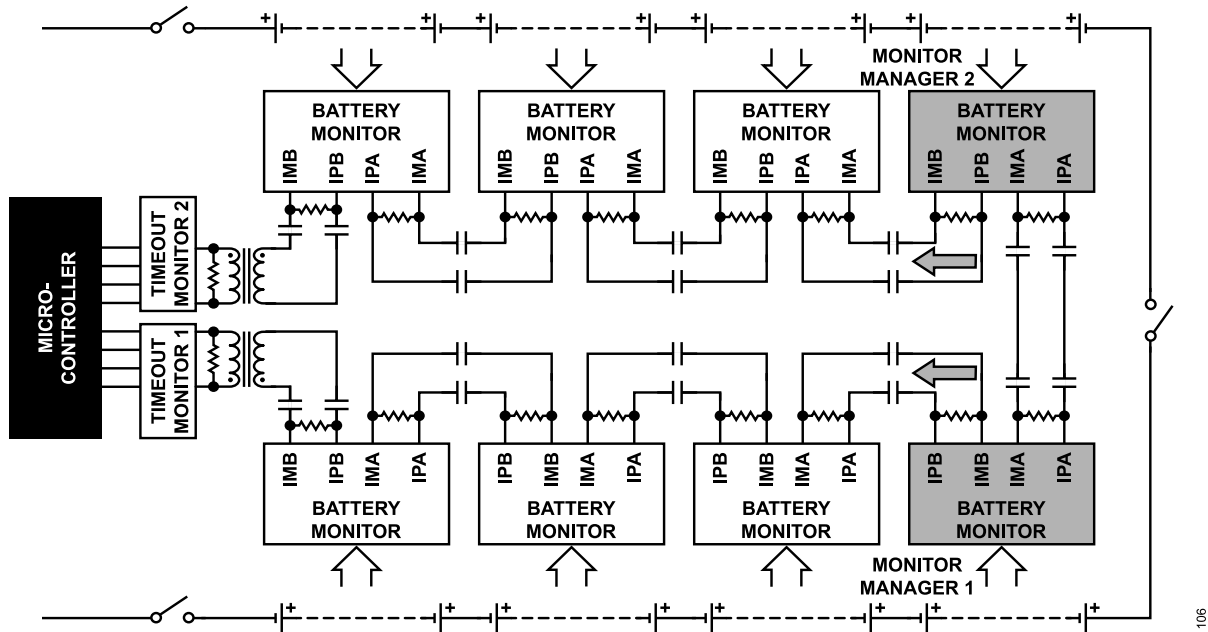 + + + + + + + +
MONITOR
MANAGER 2
BATTERY
MONITOR
IMB
IPB
IPA
IMA
BATTERY
MONITOR
IMB
IPB
IPA
IMA
BATTERY
MONITOR
IMB
IPB
IPA
IMA
BATTERY
MONITOR
IMB
IPB
IMA
IPA
MICRO-
CONTROLLER
TIMEOUT
MONITOR 2
TIMEOUT
MONITOR 1
IMB
IPB
IMA
IPA
BATTERY
MONITOR
IPB
IMB
IMA
IPA
BATTERY
MONITOR
IPB
IMB
IMA
IPA
BATTERY
MONITOR
IPB
IMB
IMA
IPA
BATTERY
MONITOR
MONITOR
MANAGER 1
+ + + + + + + +
106